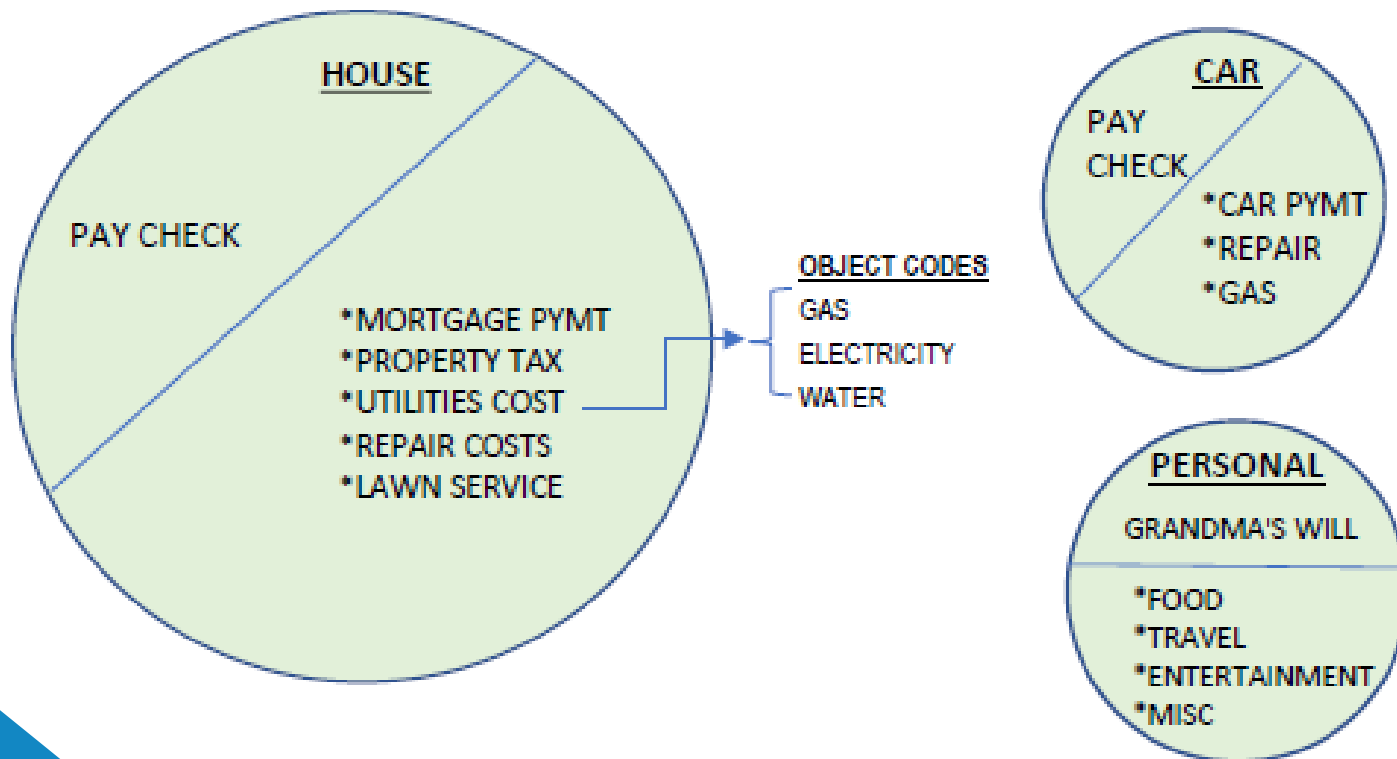 HOUSE
PAY CHECK
*MORTGAGE PYMT
*PROPERTY TAX
*UTILITIES COST
*REPAIR COSTS
*LAWN SERVICE
OBJECT CODES
GAS
ELECTRICITY
WATER
CAR
PAY
CHECK
*CAR PYMT
*REPAIR
*GAS
PERSONAL
GRANDMA'S WILL
*FOOD
*TRAVEL
*ENTERTAINMENT
*MISC